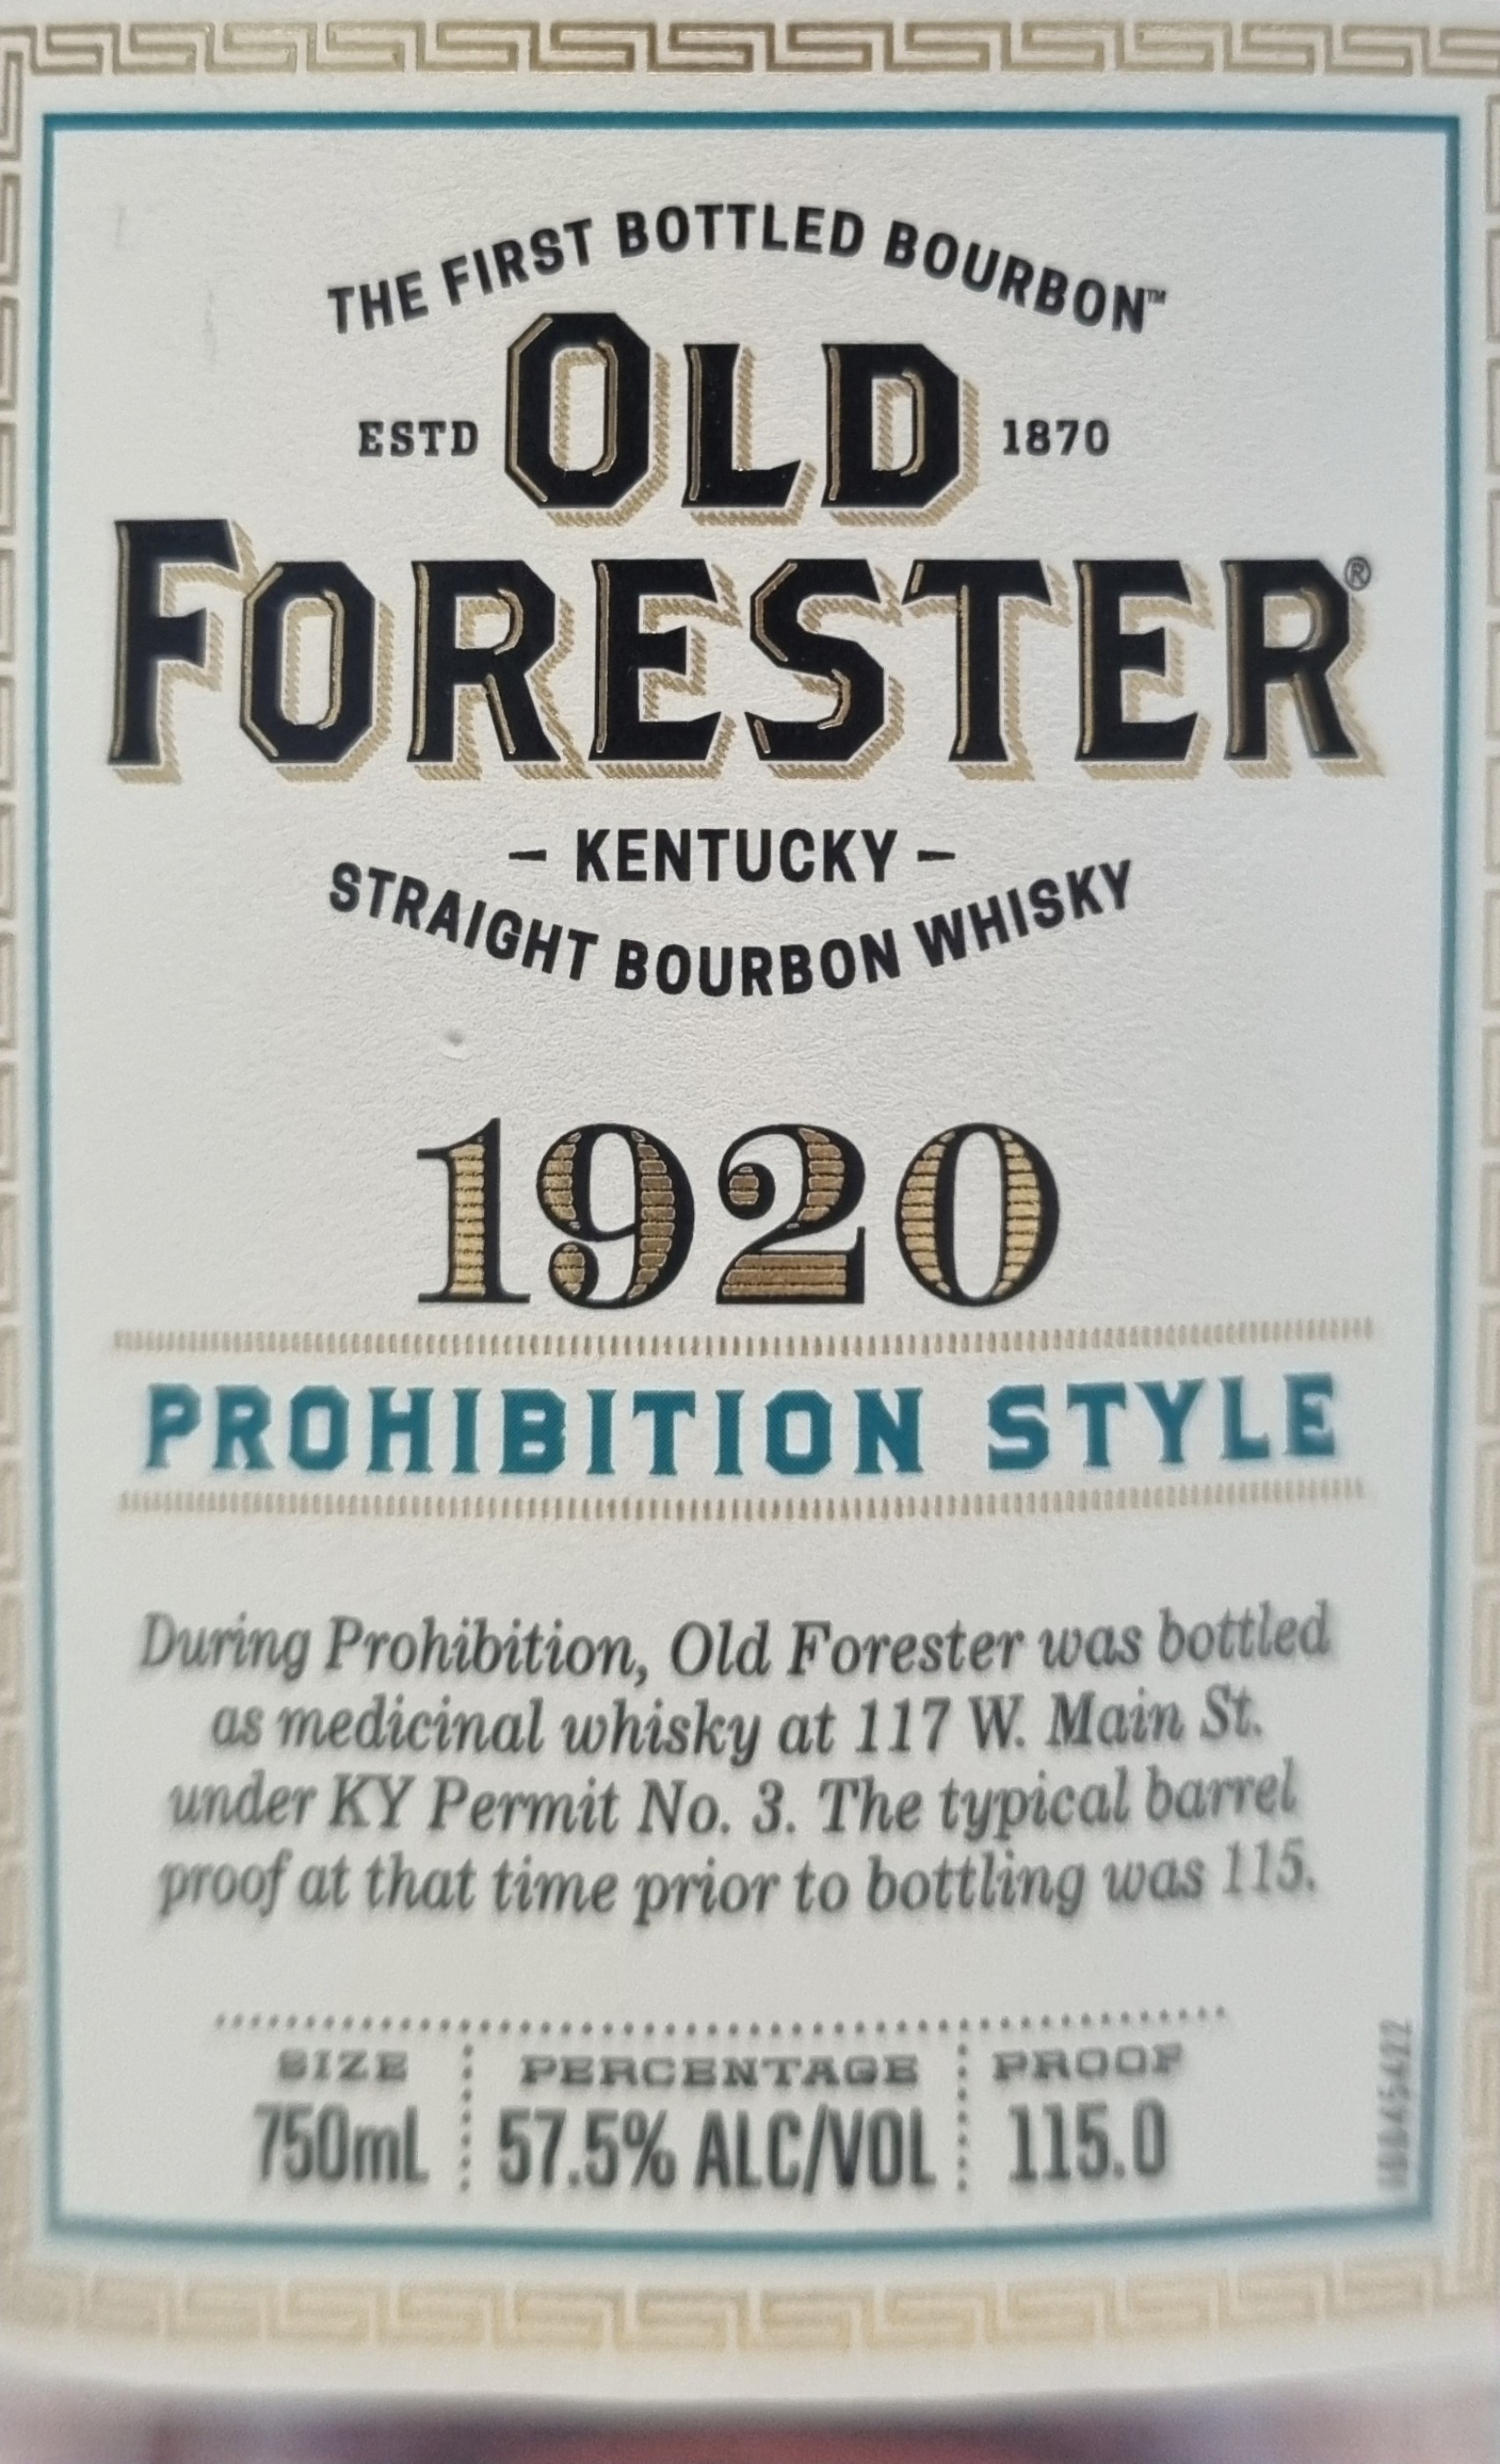 THE FIRST BOTTLED BOURBON™
ESTD OLD 1870
FORESTER®
– KENTUCKY –
STRAIGHT BOURBON WHISKY
1920
PROHIBITION STYLE
During Prohibition, Old Forester was bottled
as medicinal whisky at 117 W. Main St.
under KY Permit No. 3. The typical barrel
proof at that time prior to bottling was 115.
SIZE PERCENTAGE PROOF
750mL 57.5% ALC/VOL 115.0